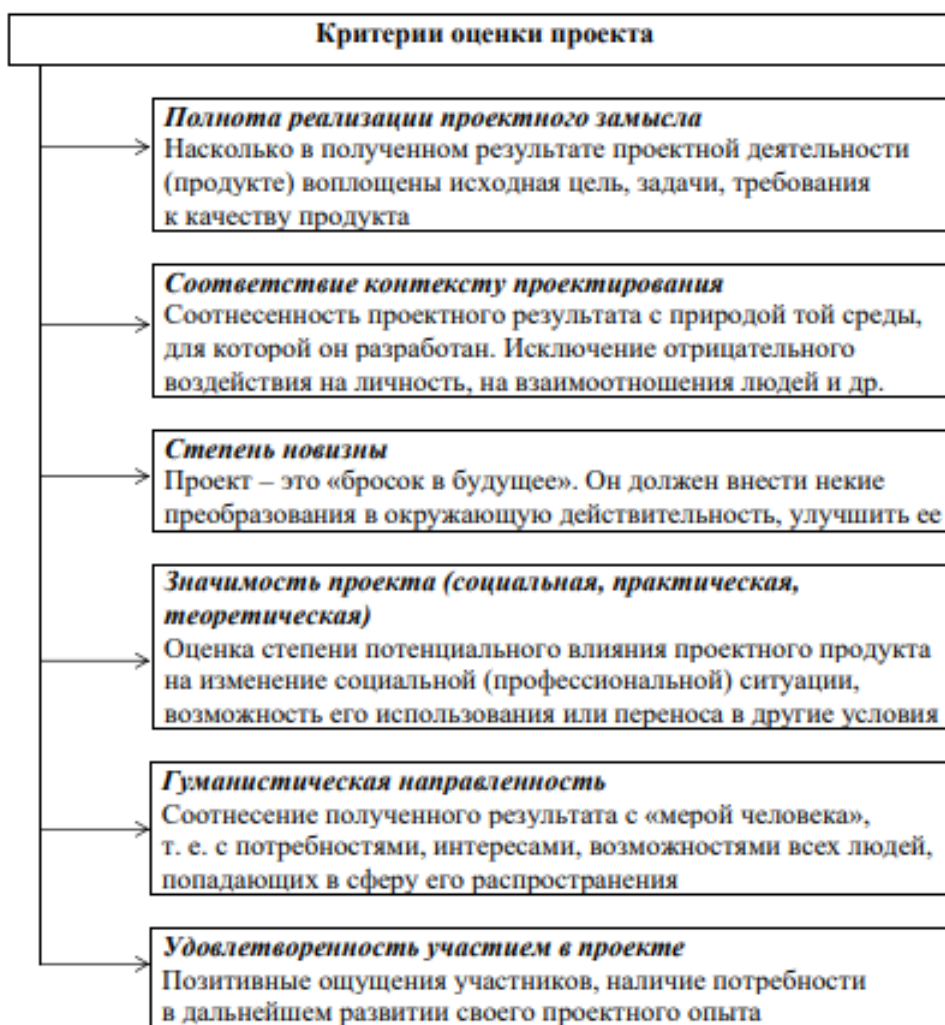 Критерии оценки проекта
Полнота реализации проектного замысла
Насколько в полученном результате проектной деятельности
(продукте) воплощены исходная цель, задачи, требования
к качеству продукта
Соответствие контексту проектирования
Соотнесенность проектного результата с природой той среды,
для которой он разработан. Исключение отрицательного
воздействия на личность, на взаимоотношения людей и др.
Степень новизны
Проект – это «бросок в будущее». Он должен внести некие
преобразования в окружающую действительность, улучшить ее
Значимость проекта (социальная, практическая,
теоретическая)
Оценка степени потенциального влияния проектного продукта
на изменение социальной (профессиональной) ситуации,
возможность его использования или переноса в другие условия
Гуманистическая направленность
Соотнесение полученного результата с «мерой человека»,
т. е. с потребностями, интересами, возможностями всех людей,
попадающих в сферу его распространения
Удовлетворенность участием в проекте
Позитивные ощущения участников, наличие потребности
в дальнейшем развитии своего проектного опыта